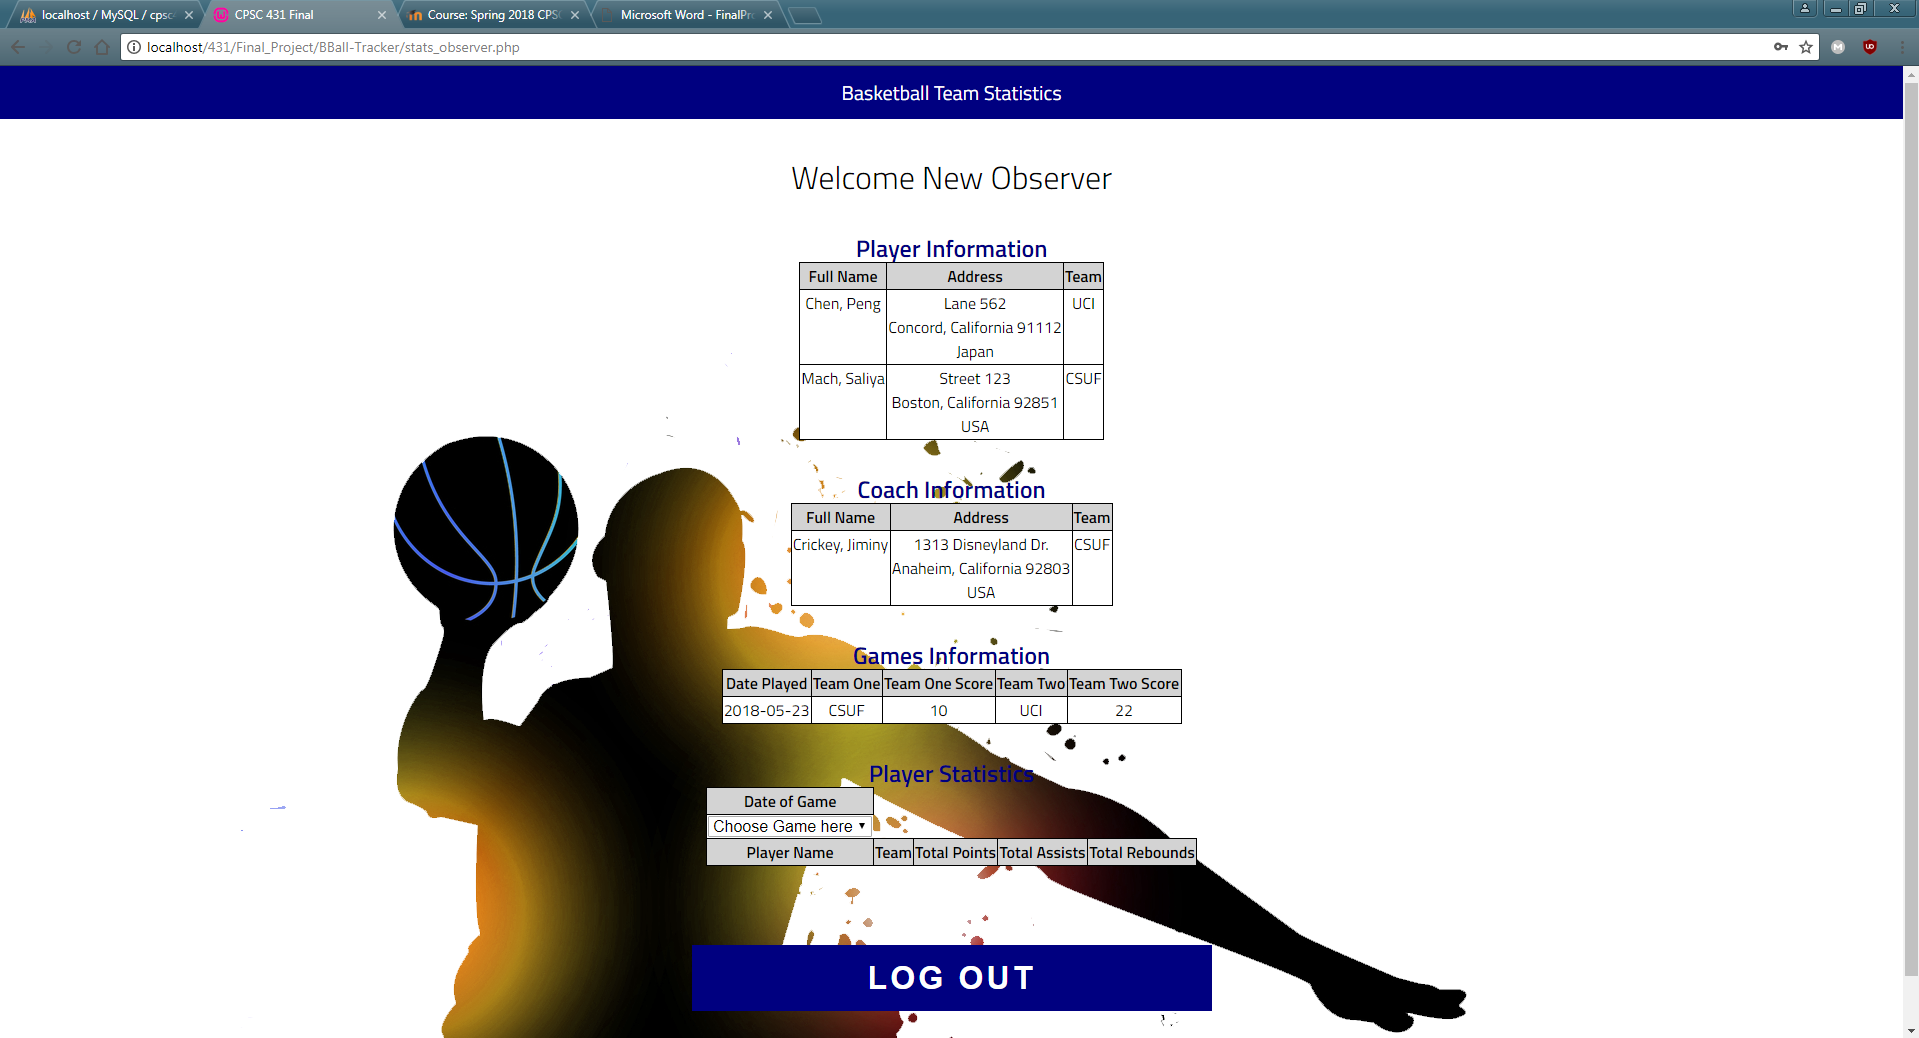 localhost / MySQL / cpsc
CPSC 431 Final
Course: Spring 2018 CPSC
Microsoft Word - FinalPr
localhost/431/Final_Project/BBall-Tracker/stats_observer.php
Basketball Team Statistics
Welcome New Observer
Player Information
Full Name Address Team
Chen, Peng Lane 562 UCI
Concord, California 91112
Japan
Mach, Saliya Street 123 CSUF
Boston, California 92851
USA
Coach Information
Full Name Address Team
Crickey, Jiminy 1313 Disneyland Dr. CSUF
Anaheim, California 92803
USA
Games Information
Date Played Team One Team One Score Team Two Team Two Score
2018-05-23 CSUF 10 UCI 22
Player Statistics
Date of Game
Choose Game here
Player Name Team Total Points Total Assists Total Rebounds
LOG OUT